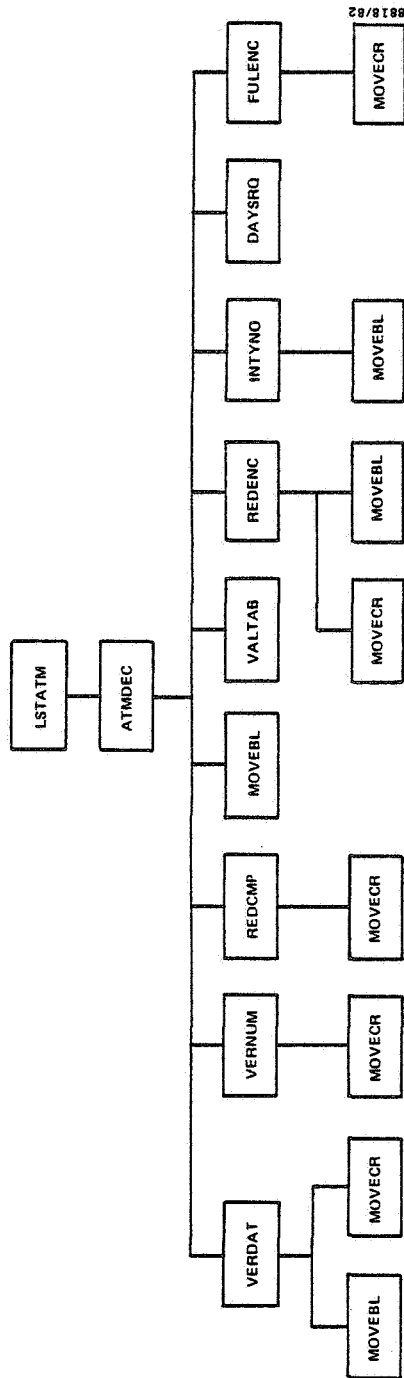 LSTATM
ATMDEC
VERDAT
VERNUM
REDCMP
MOVEBL
VALTAB
REDENC
INTYNO
DAYSRQ
FULENC
MOVEBL
MOVECR
MOVECR
MOVECR
MOVECR
MOVEBL
MOVEBL
MOVECR
8818/82